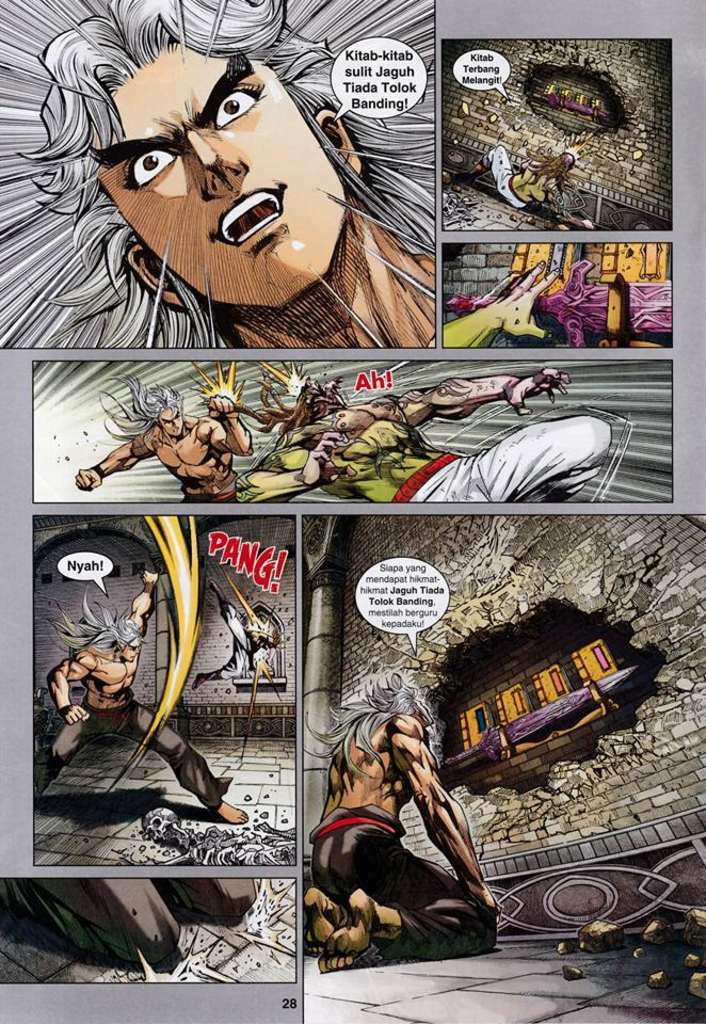 Kitab-kitab
sulit Jaguh
Tiada Tolok
Banding!
Kitab
Terbang
Melangit!
Ah!
Nyah!
PANG!
Siapa yang
mendapat hikmat-
hikmat Jaguh Tiada
Tolok Banding,
mestilah berguru
kepadaku!
28